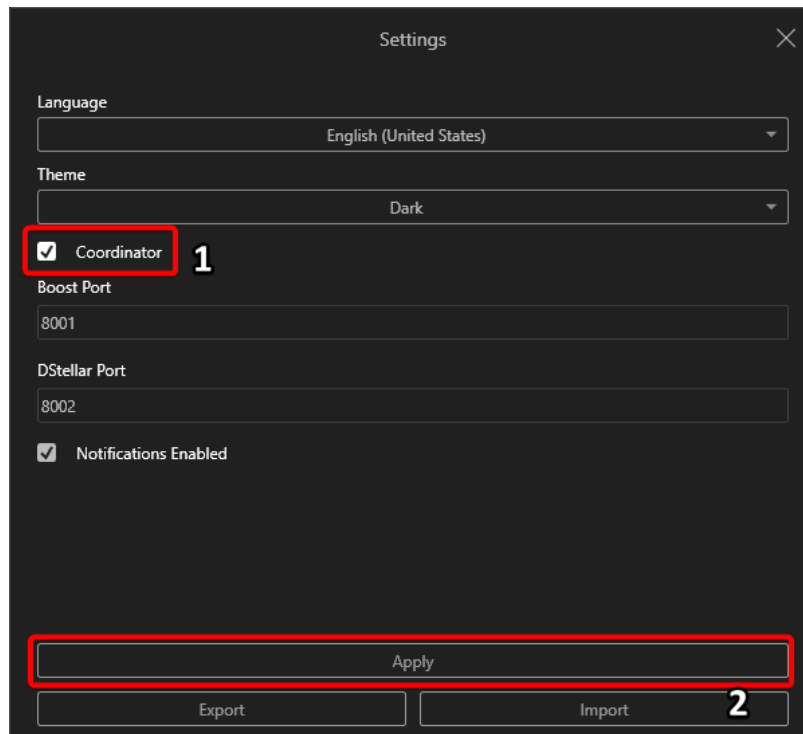 Settings
Language
English (United States)
Theme
Dark
Coordinator
1
Boost Port
8001
DStellar Port
8002
Notifications Enabled
Apply
Export Import 2